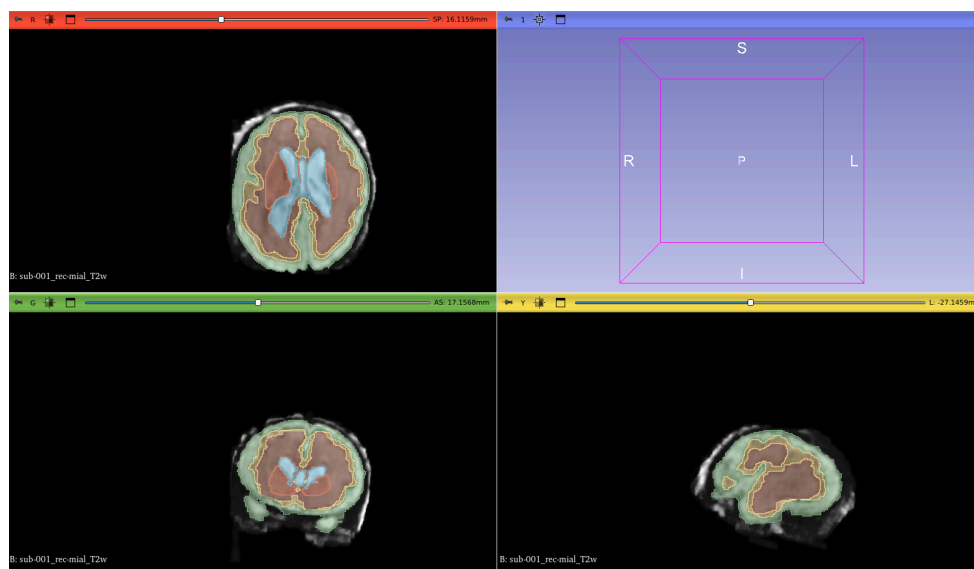 R
SP: 16.1159mm
1
S
R
P
L
I
B: sub-001_rec-mial_T2w
G
AS: 17.1568mm
Y
L: -27.1459m
B: sub-001_rec-mial_T2w
B: sub-001_rec-mial_T2w